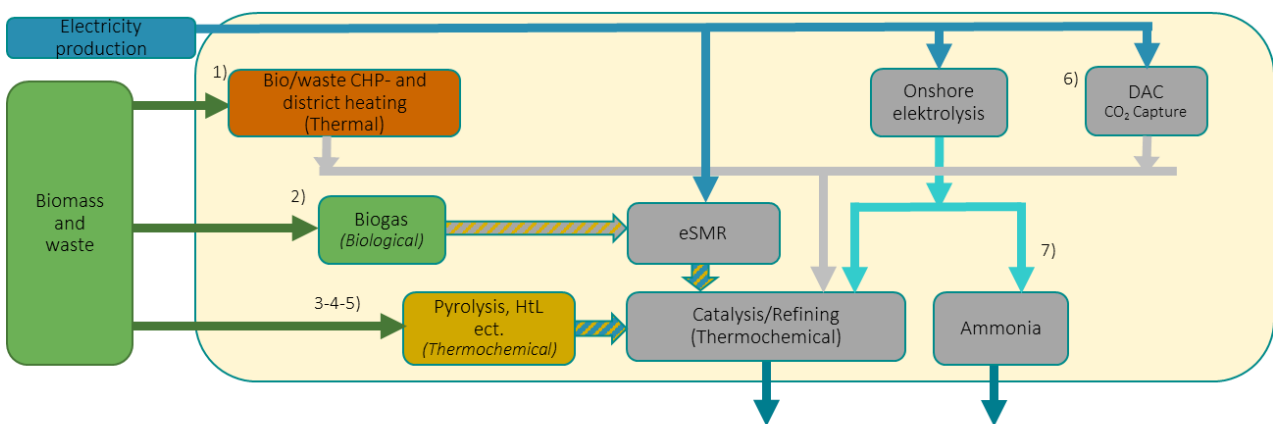 Electricity
production
1)
Bio/waste CHP- and
district heating
(Thermal)
Onshore
elektrolysis
6)
DAC
CO₂ Capture
Biomass
and
waste
2)
Biogas
(Biological)
eSMR
7)
3-4-5)
Pyrolysis, HtL
ect.
(Thermochemical)
Catalysis/Refining
(Thermochemical)
Ammonia